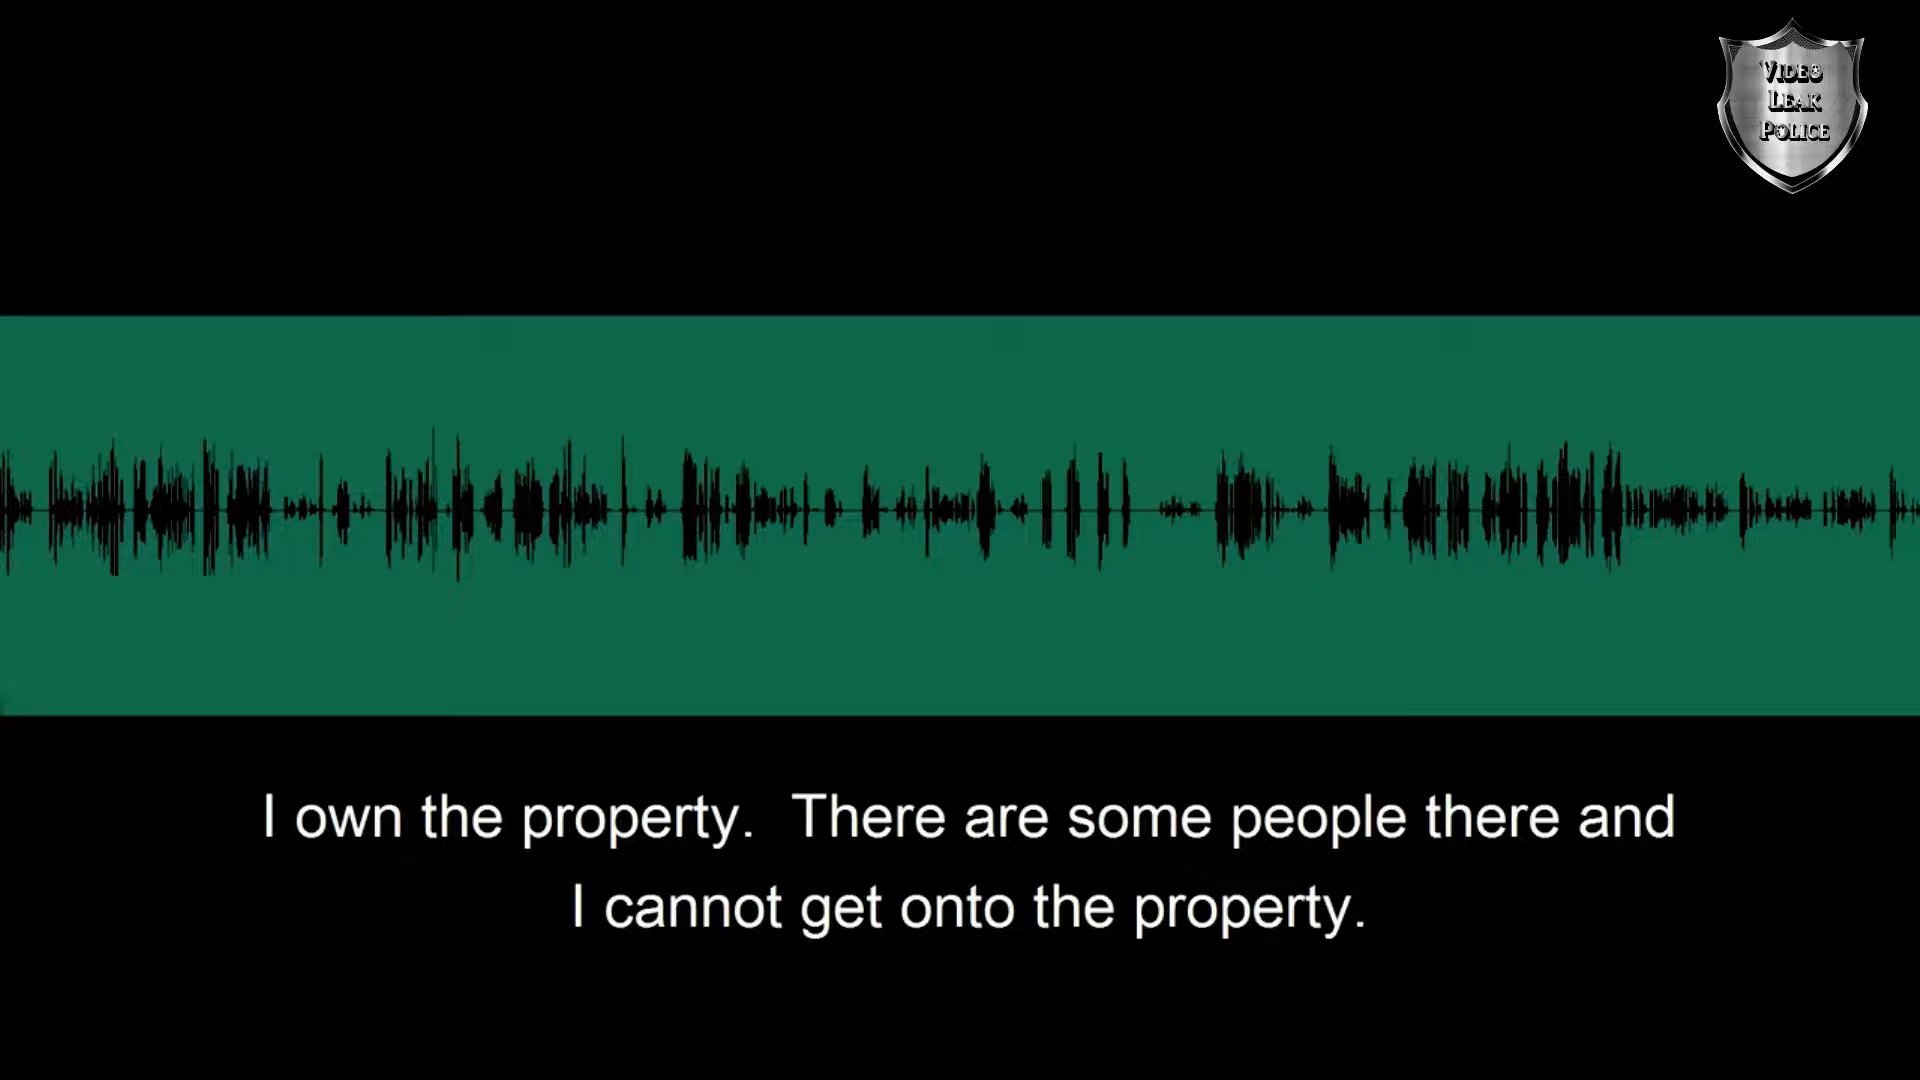 VIDEO
LEAK
POLICE
I own the property.  There are some people there and
I cannot get onto the property.